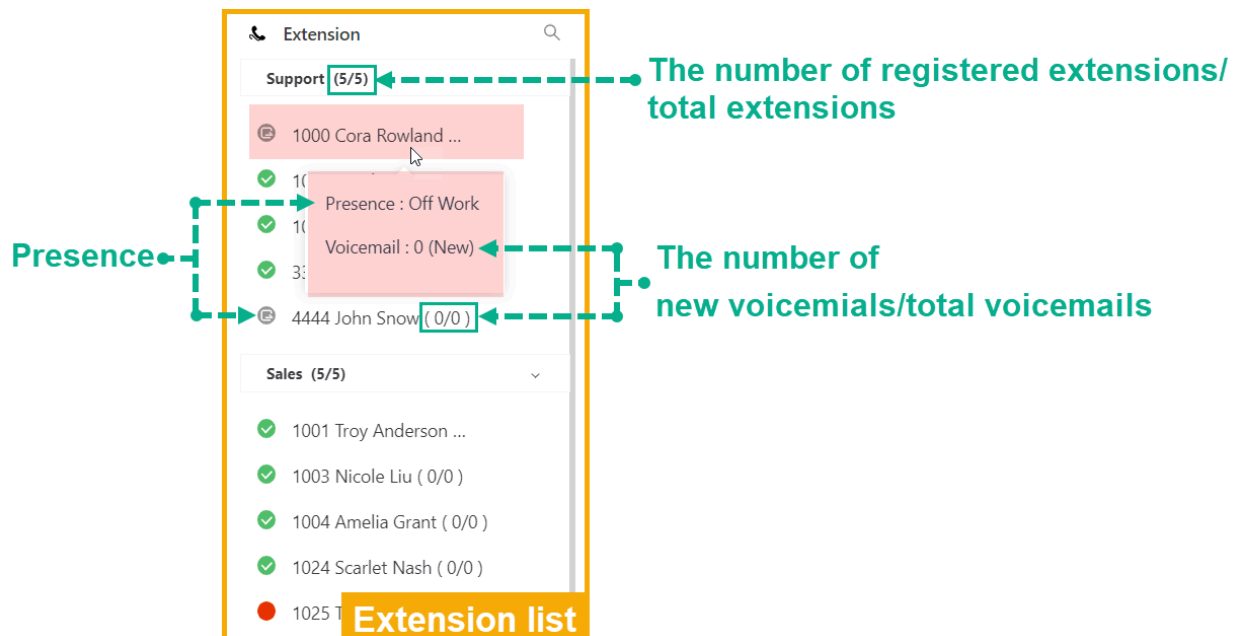 Extension
Support (5/5)
The number of registered extensions/
total extensions
1000 Cora Rowland ...
Presence : Off Work
Voicemail : 0 (New)
Presence
The number of
new voicemials/total voicemails
4444 John Snow ( 0/0 )
Sales (5/5)
1001 Troy Anderson ...
1003 Nicole Liu ( 0/0 )
1004 Amelia Grant ( 0/0 )
1024 Scarlet Nash ( 0/0 )
1025
Extension list